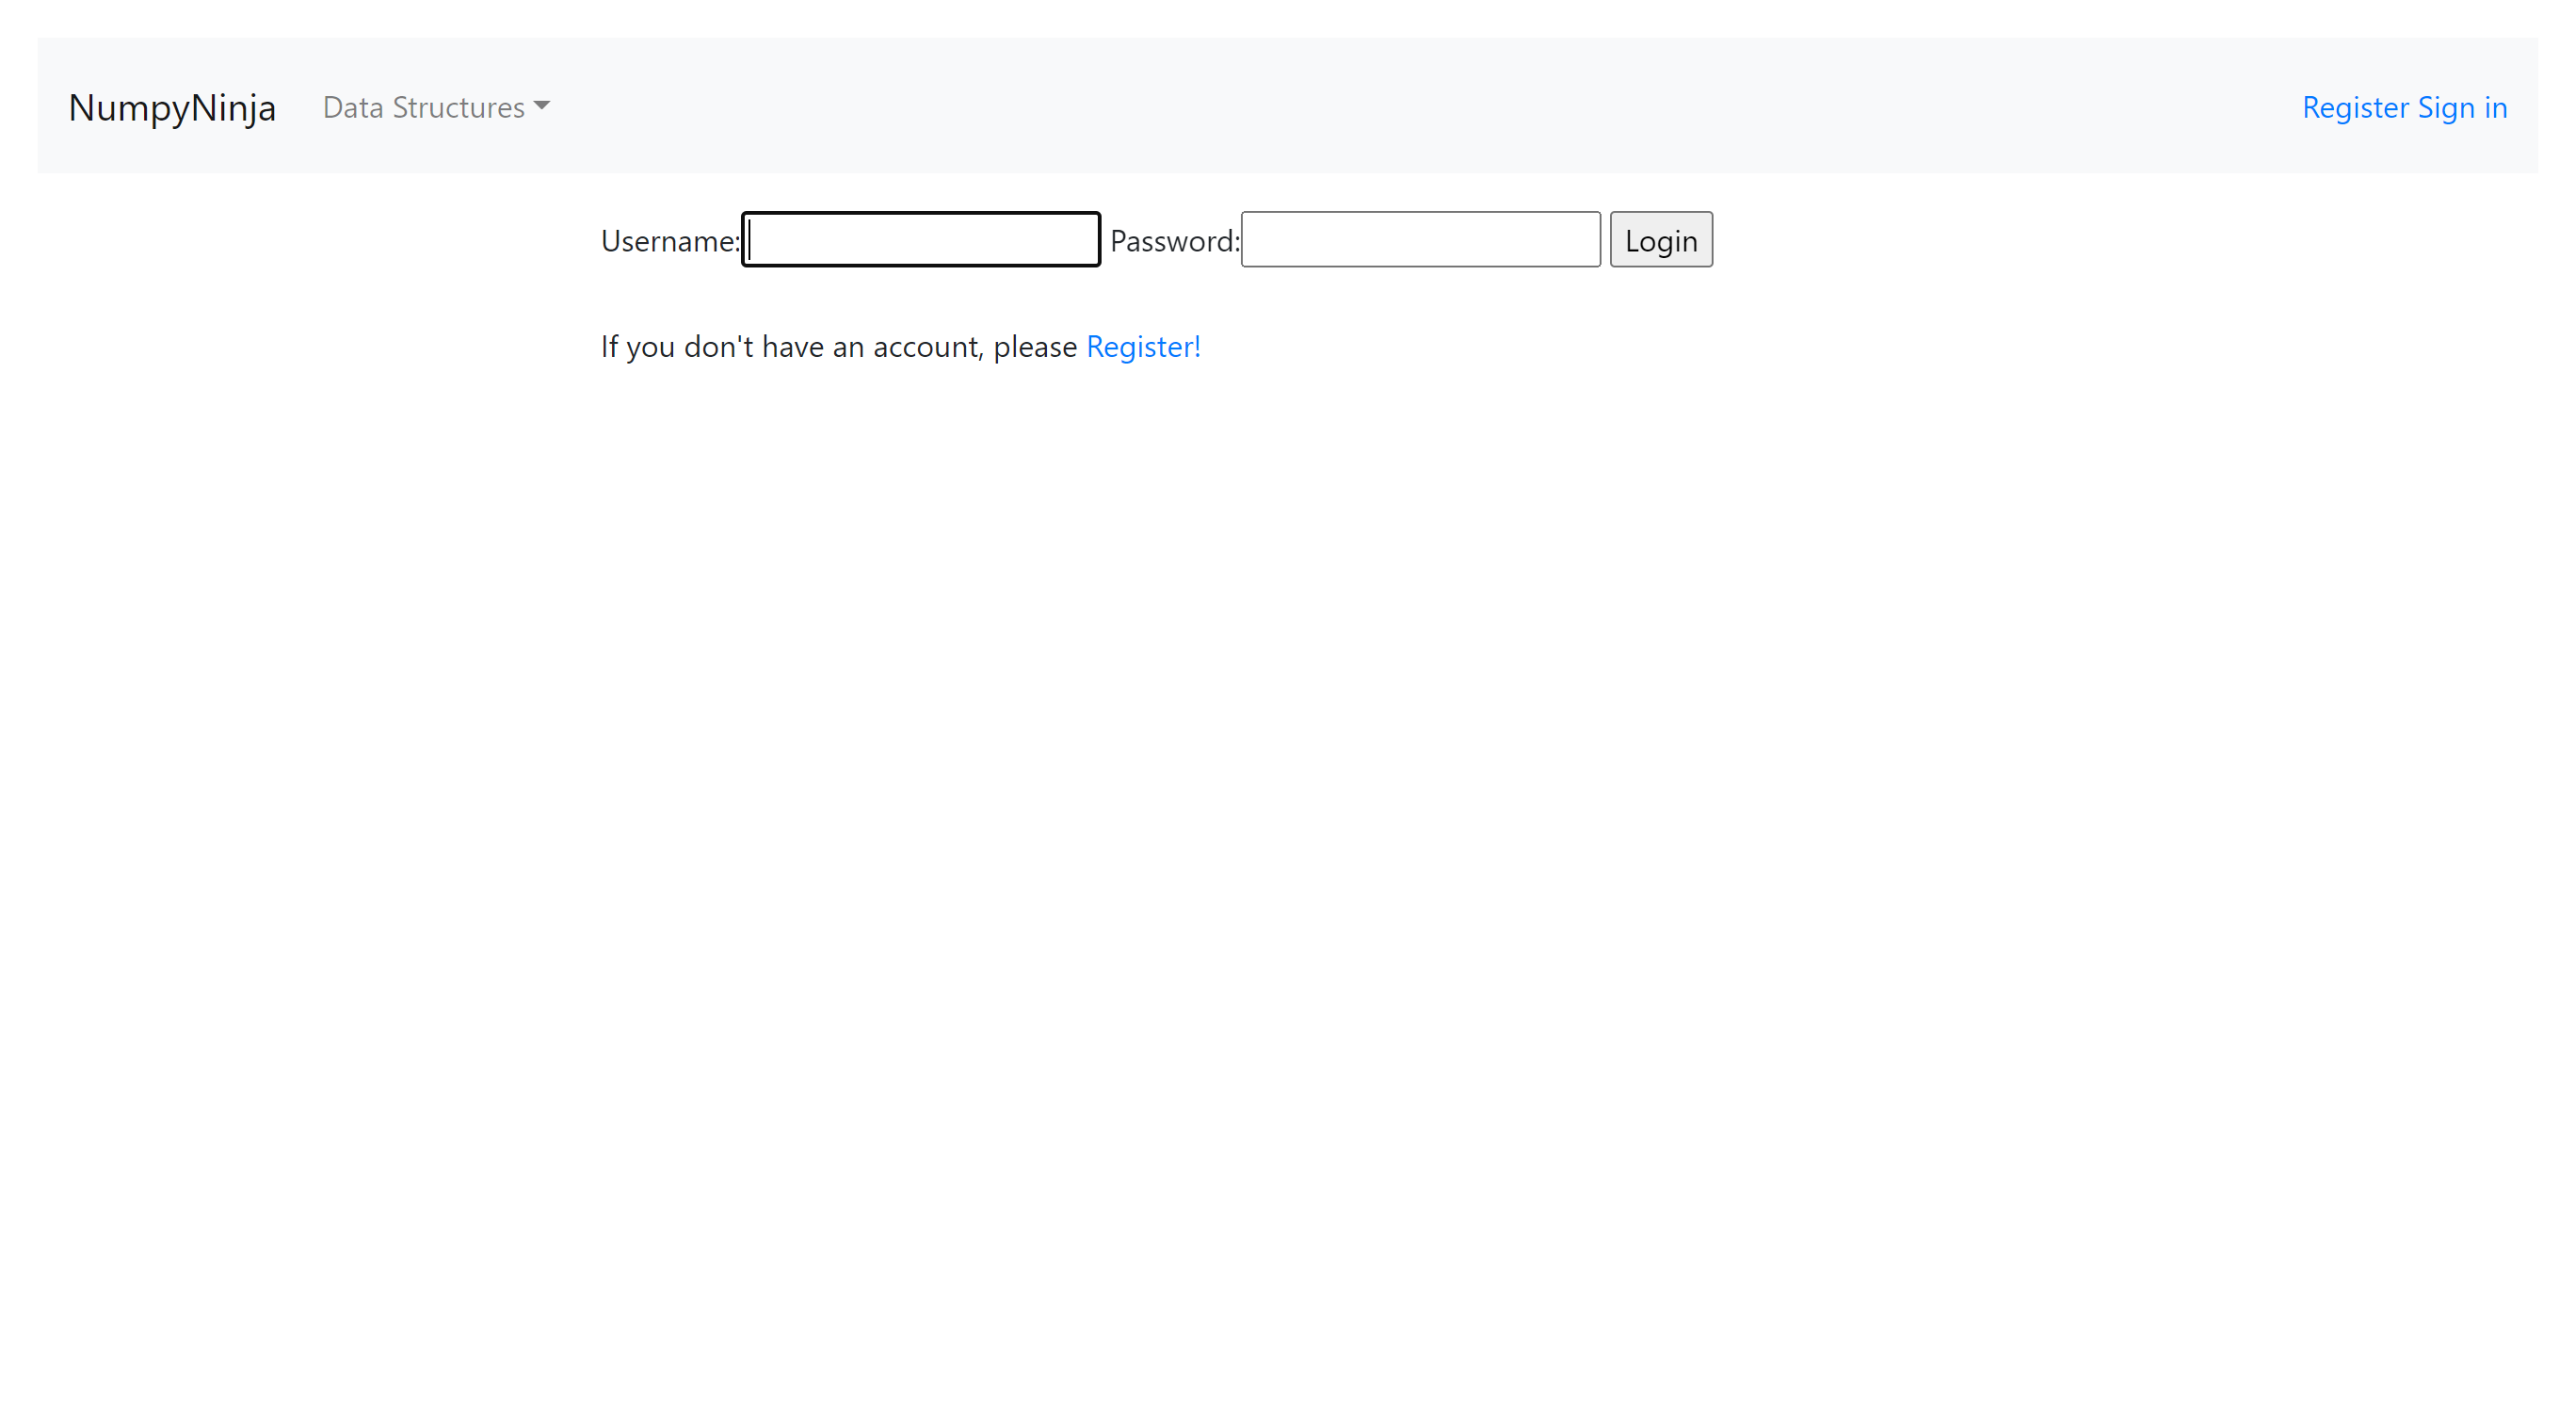 NumpyNinja Data Structures Register Sign in
Username: Password: Login
If you don't have an account, please Register!